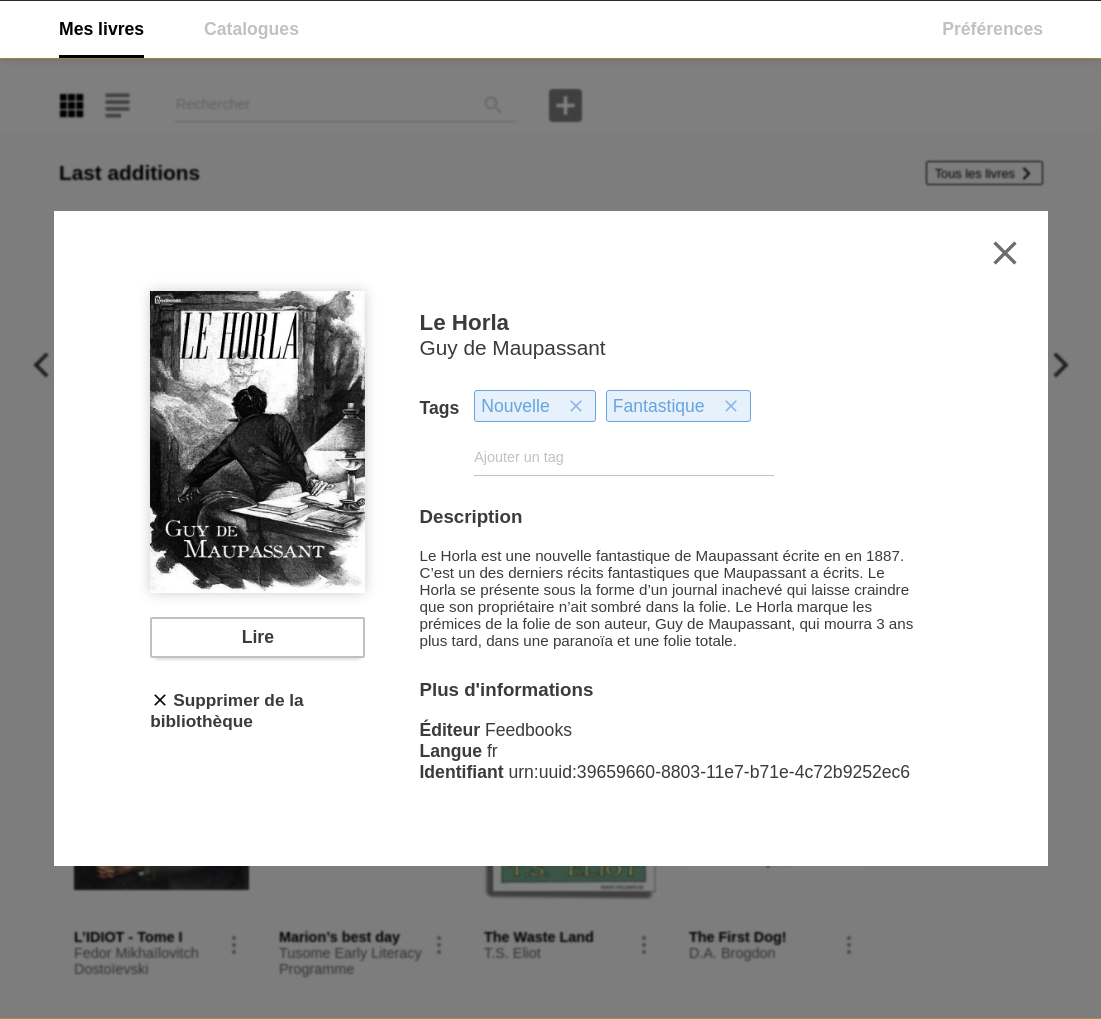 Mes livres
Catalogues
Préférences
Rechercher
Last additions
Tous les livres
LE HORLA
GUY DE
MAUPASSANT
Le Horla
Guy de Maupassant
Tags
Nouvelle
Fantastique
Ajouter un tag
Description
Le Horla est une nouvelle fantastique de Maupassant écrite en en 1887.
C’est un des derniers récits fantastiques que Maupassant a écrits. Le
Horla se présente sous la forme d’un journal inachevé qui laisse craindre
que son propriétaire n’ait sombré dans la folie. Le Horla marque les
prémices de la folie de son auteur, Guy de Maupassant, qui mourra 3 ans
plus tard, dans une paranoïa et une folie totale.
Lire
Supprimer de la
bibliothèque
Plus d'informations
Éditeur Feedbooks
Langue fr
Identifiant urn:uuid:39659660-8803-11e7-b71e-4c72b9252ec6
T.S. ELIOT
L'IDIOT - Tome I
Fedor Mikhaïlovitch
Dostoïevski
Marion’s best day
Tusome Early Literacy
Programme
The Waste Land
T.S. Eliot
The First Dog!
D.A. Brogdon